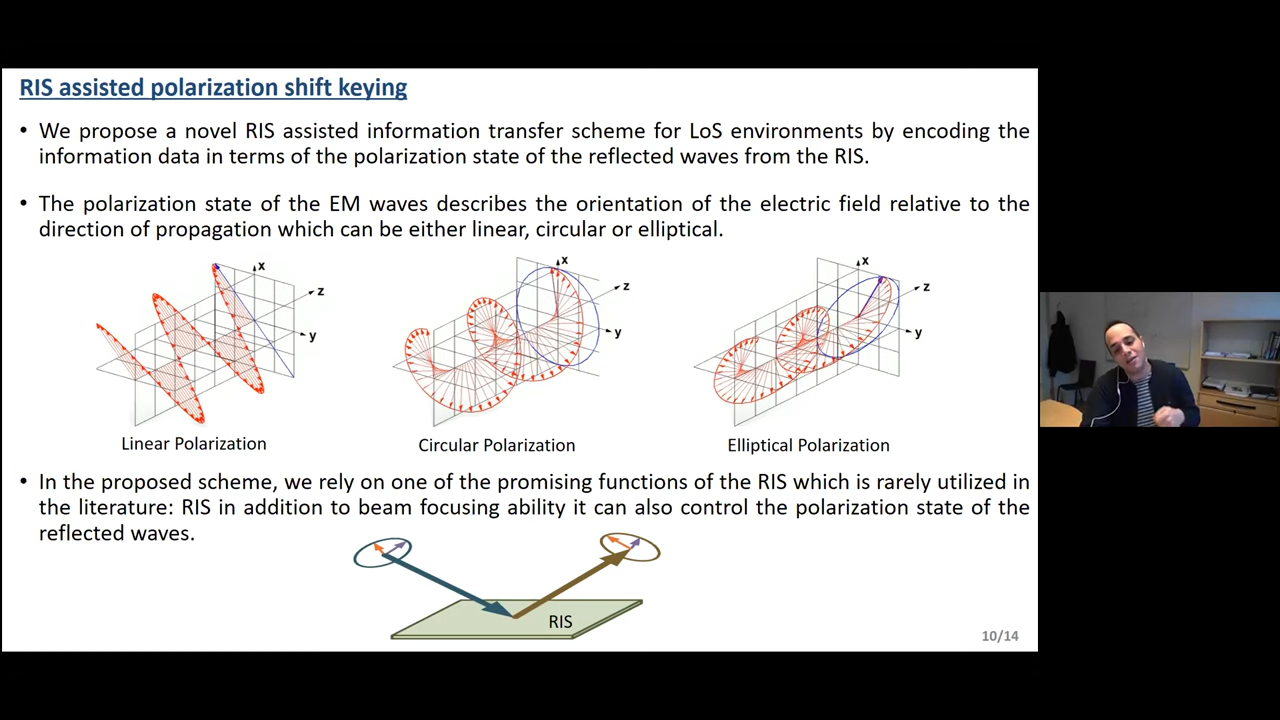 RIS assisted polarization shift keying
• We propose a novel RIS assisted information transfer scheme for LoS environments by encoding the
information data in terms of the polarization state of the reflected waves from the RIS.
• The polarization state of the EM waves describes the orientation of the electric field relative to the
direction of propagation which can be either linear, circular or elliptical.
x
z
y
x
z
y
x
z
y
Linear Polarization
Circular Polarization
Elliptical Polarization
• In the proposed scheme, we rely on one of the promising functions of the RIS which is rarely utilized in
the literature: RIS in addition to beam focusing ability it can also control the polarization state of the
reflected waves.
RIS
10/14